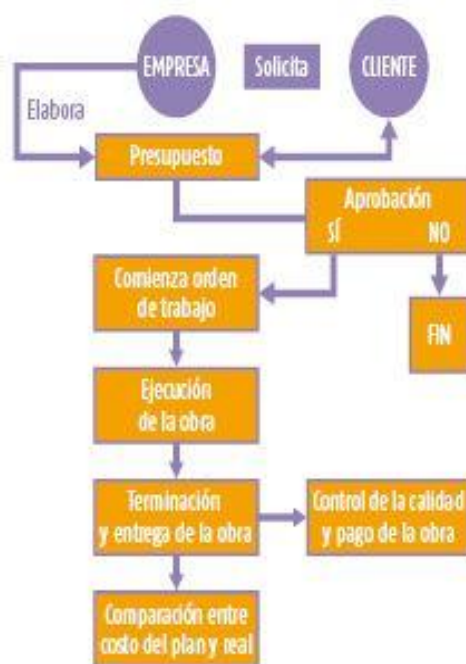 EMPRESA
Solicita
CLIENTE
Elabora
Presupuesto
Aprobación
SÍ
NO
Comienza orden
de trabajo
FIN
Ejecución
de la obra
Terminación
y entrega de la obra
Control de la calidad
y pago de la obra
Comparación entre
costo del plan y real